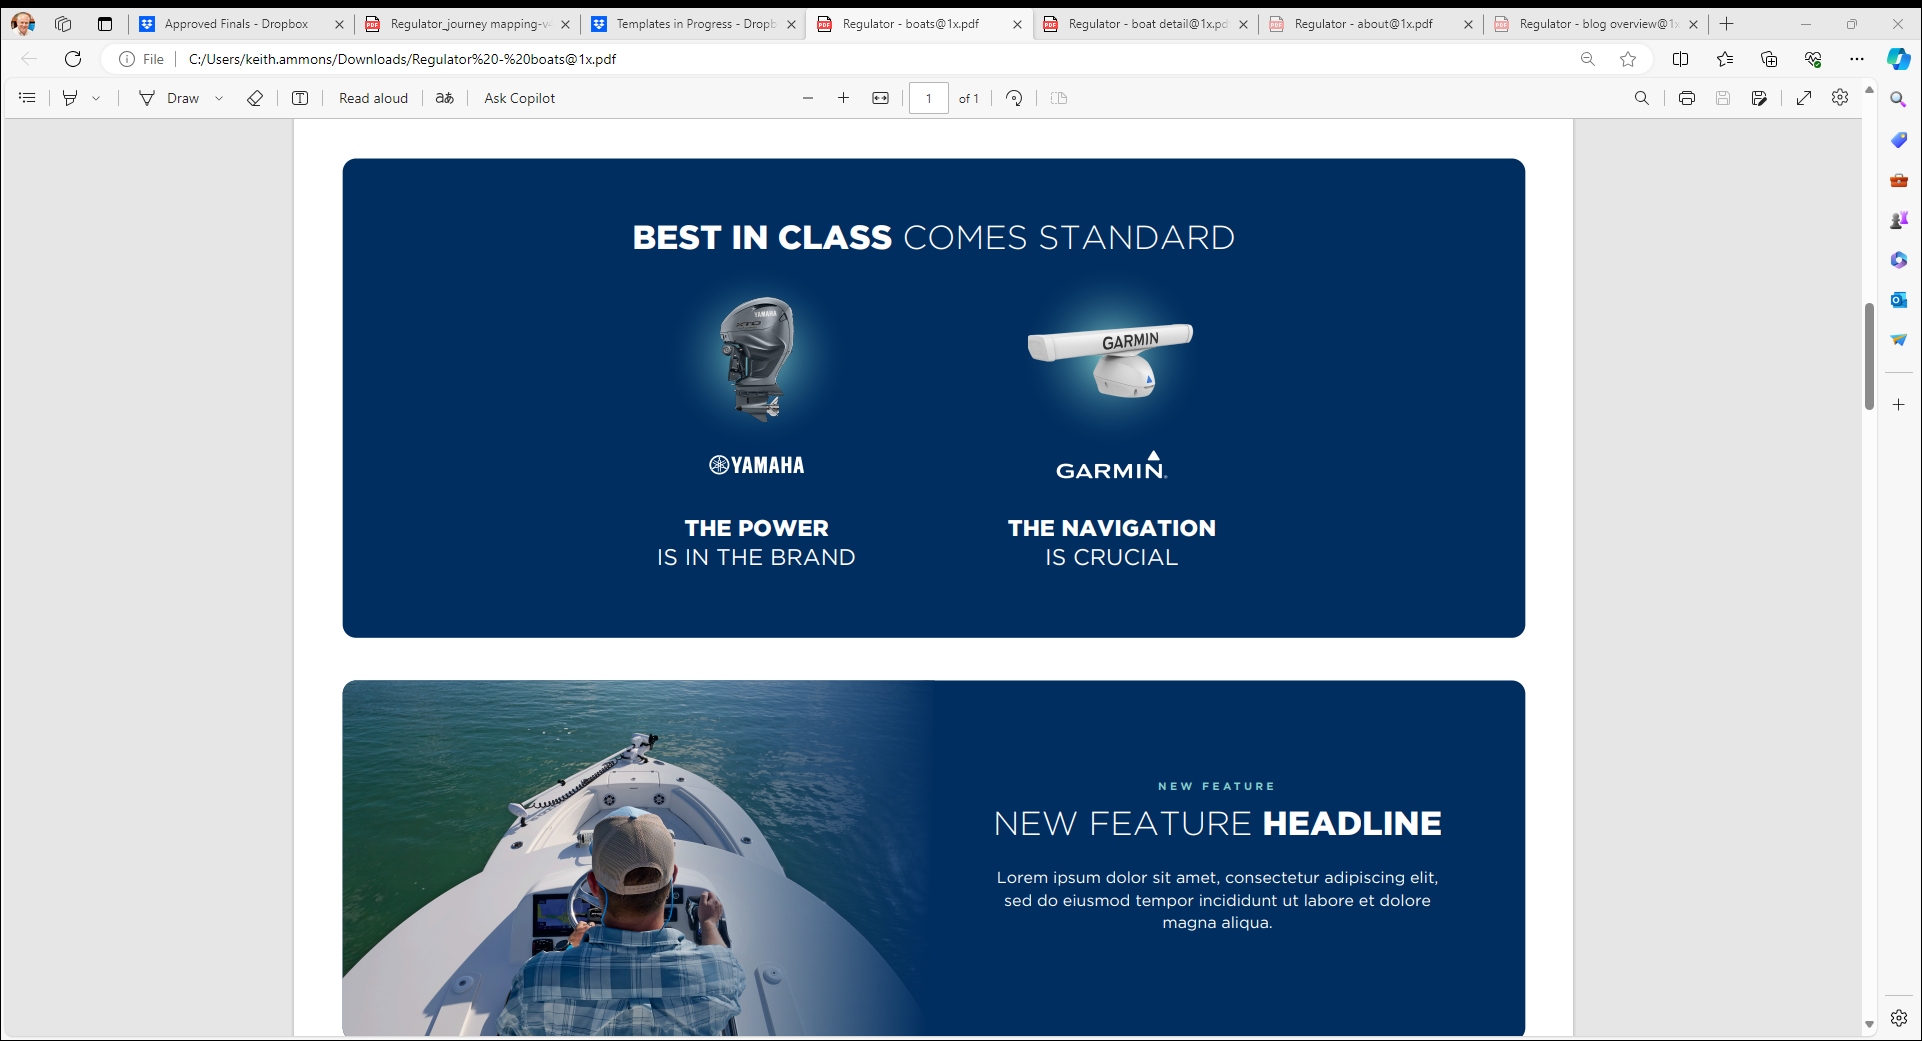 Approved Finals - Dropbox
Regulator_journey mapping-v
Templates in Progress - Dropb
Regulator - boats@1x.pdf
Regulator - boat detail@1x.pd
Regulator - about@1x.pdf
Regulator - blog overview@1
File
C:/Users/keith.ammons/Downloads/Regulator%20-%20boats@1x.pdf
Draw
Read aloud
aあ
Ask Copilot
1
of 1
BEST IN CLASS COMES STANDARD
YAMAHA
XTO
GARMIN
YAMAHA
GARMIN
THE POWER
IS IN THE BRAND
THE NAVIGATION
IS CRUCIAL
NEW FEATURE
NEW FEATURE HEADLINE
Lorem ipsum dolor sit amet, consectetur adipiscing elit,
sed do eiusmod tempor incididunt ut labore et dolore
magna aliqua.